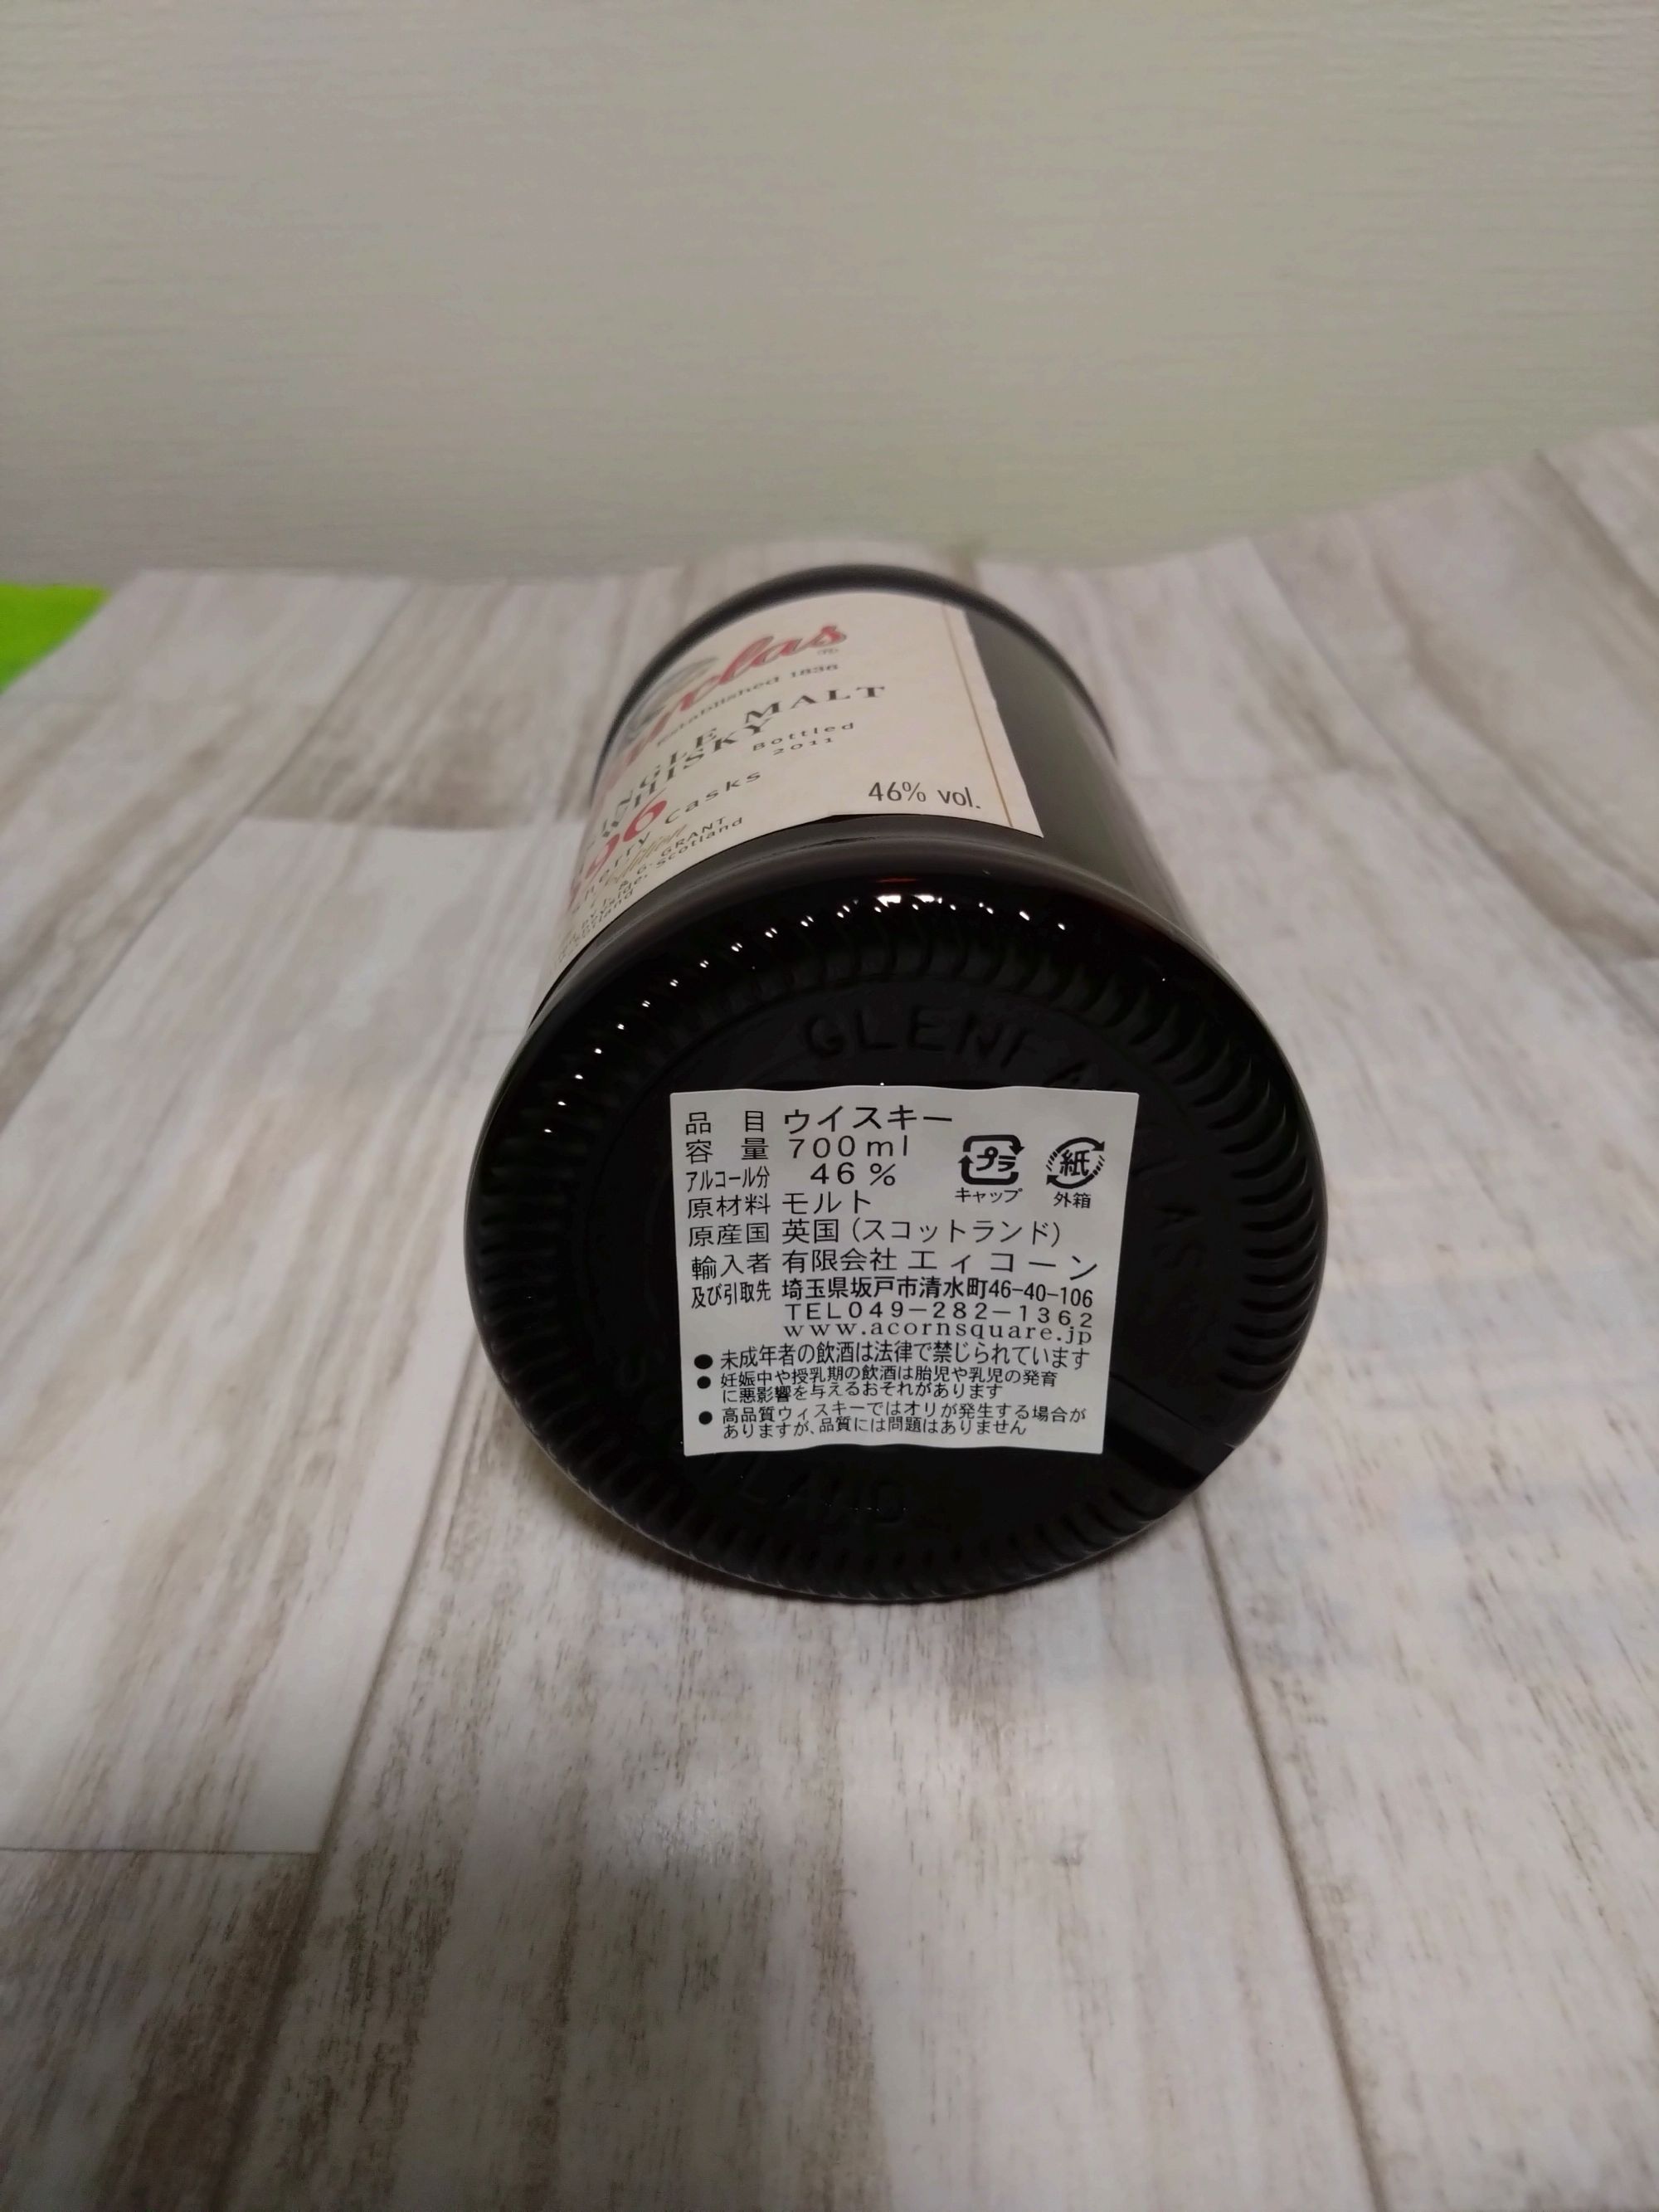 Established 1836
MALT
WHISKY
Bottled
2011
Casks
GRANT
Scotland
46% vol.
品目 ウイスキー
容量 700ml
アルコール分 46%
原材料 モルト
原産国 英国(スコットランド)
輸入者 有限会社エィコーン
及び引取先 埼玉県坂戸市清水町46-40-106
TEL049-282-1362
www.acornsquare.jp
プラ
キャップ
紙
外箱
●未成年者の飲酒は法律で禁じられています
●妊娠中や授乳期の飲酒は胎児や乳児の発育
に悪影響を与えるおそれがあります
●高品質ウィスキーではオリが発生する場合が
ありますが、品質には問題はありません